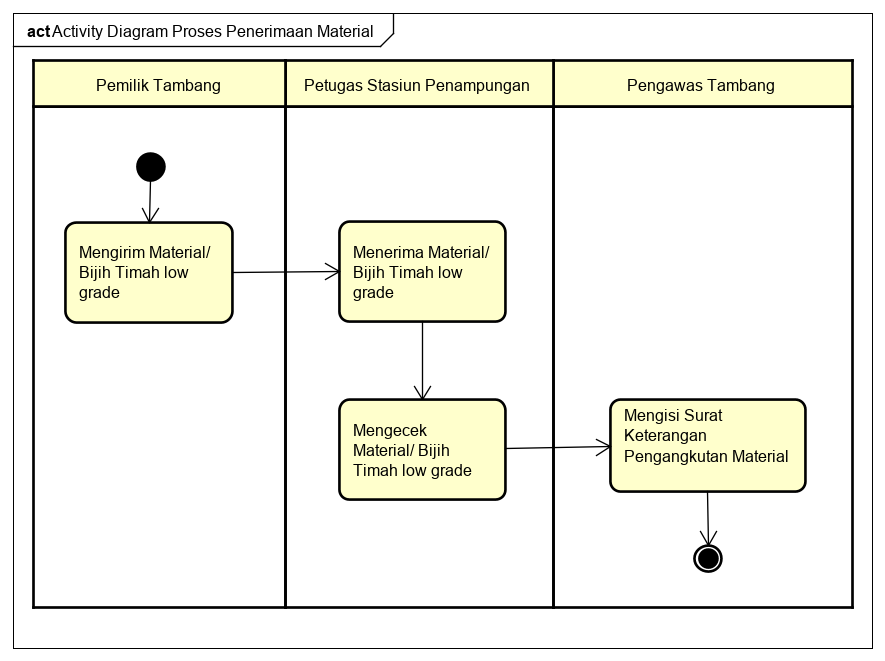 act Activity Diagram Proses Penerimaan Material
Pemilik Tambang
Petugas Stasiun Penampungan
Pengawas Tambang
Mengirim Material/
Bijih Timah low
grade
Menerima Material/
Bijih Timah low
grade
Mengecek
Material/ Bijih
Timah low grade
Mengisi Surat
Keterangan
Pengangkutan Material